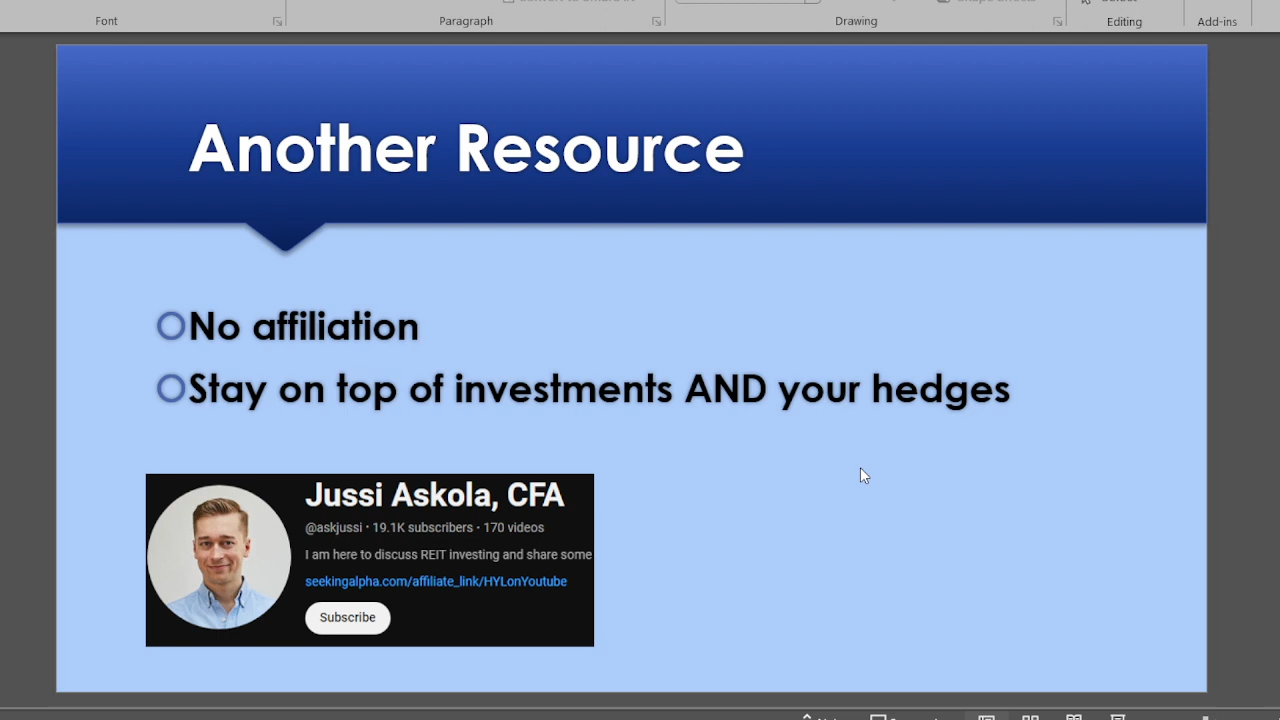 Font Paragraph Drawing Editing Add-ins
Another Resource
No affiliation
Stay on top of investments AND your hedges
Jussi Askola, CFA
@askjussi • 19.1K subscribers • 170 videos
I am here to discuss REIT investing and share some
seekingalpha.com/affiliate_link/HYLonYoutube
Subscribe